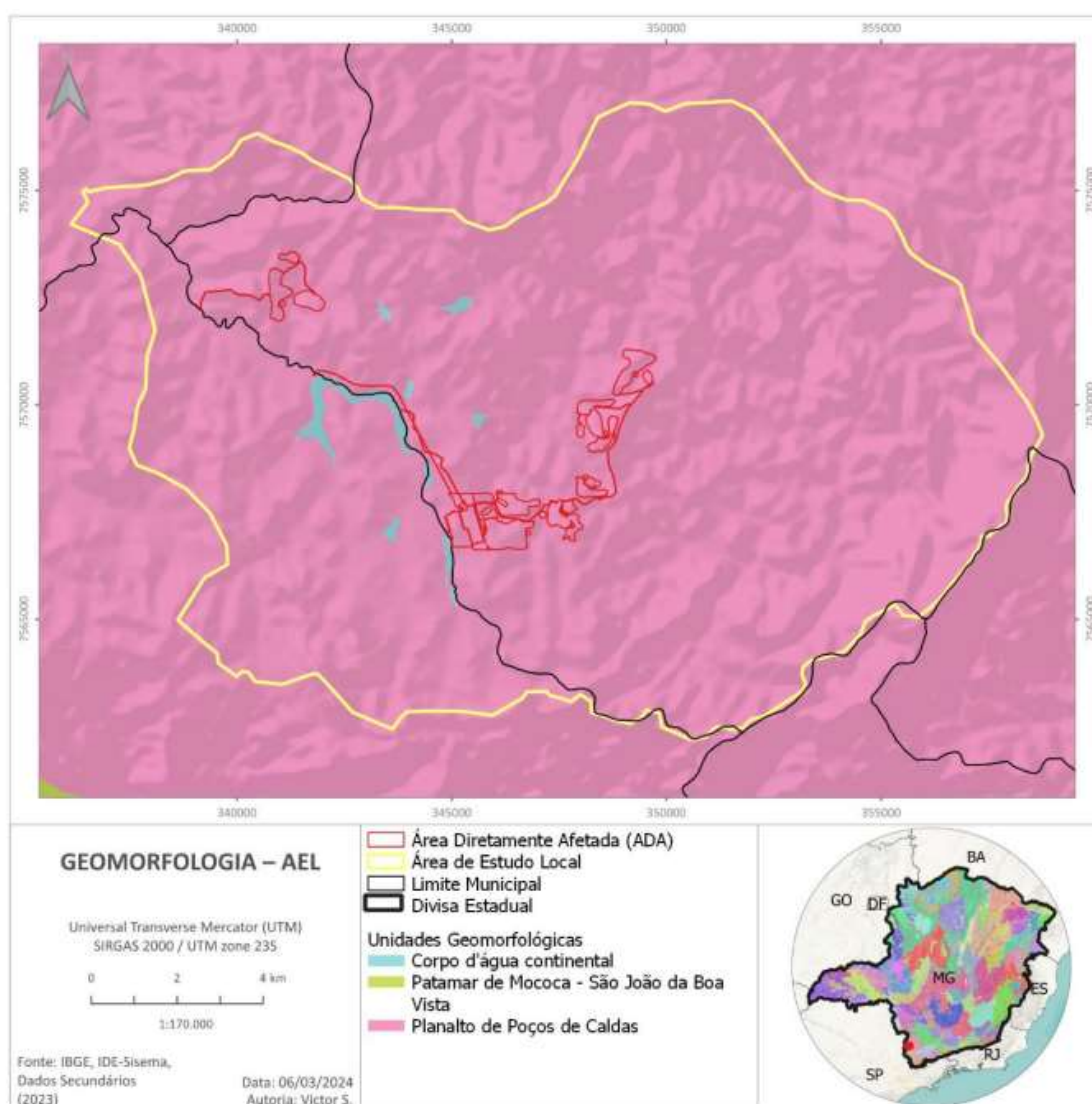 340000 345000 350000 355000
7575000
7570000
7565000
7575000
7570000
7565000
340000 345000 350000 355000
GEOMORFOLOGIA – AEL
Universal Transverse Mercator (UTM)
SIRGAS 2000 / UTM zone 23S
0 2 4 km
1:170.000
Fonte: IBGE, IDE-Sisema,
Dados Secundários
(2023)
Data: 06/03/2024
Autoria: Victor S.
Área Diretamente Afetada (ADA)
Área de Estudo Local
Limite Municipal
Divisa Estadual
Unidades Geomorfológicas
Corpo d'água continental
Patamar de Mococa - São João da Boa
Vista
Planalto de Poços de Caldas
BA
GO
DF
MG
ES
RJ
SP